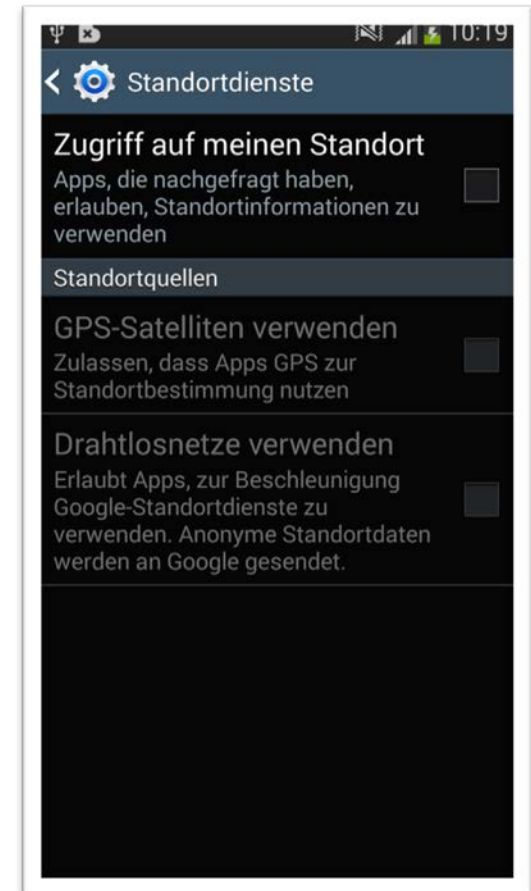 10:19
Standortdienste
Zugriff auf meinen Standort
Apps, die nachgefragt haben,
erlauben, Standortinformationen zu
verwenden
Standortquellen
GPS-Satelliten verwenden
Zulassen, dass Apps GPS zur
Standortbestimmung nutzen
Drahtlosnetze verwenden
Erlaubt Apps, zur Beschleunigung
Google-Standortdienste zu
verwenden. Anonyme Standortdaten
werden an Google gesendet.